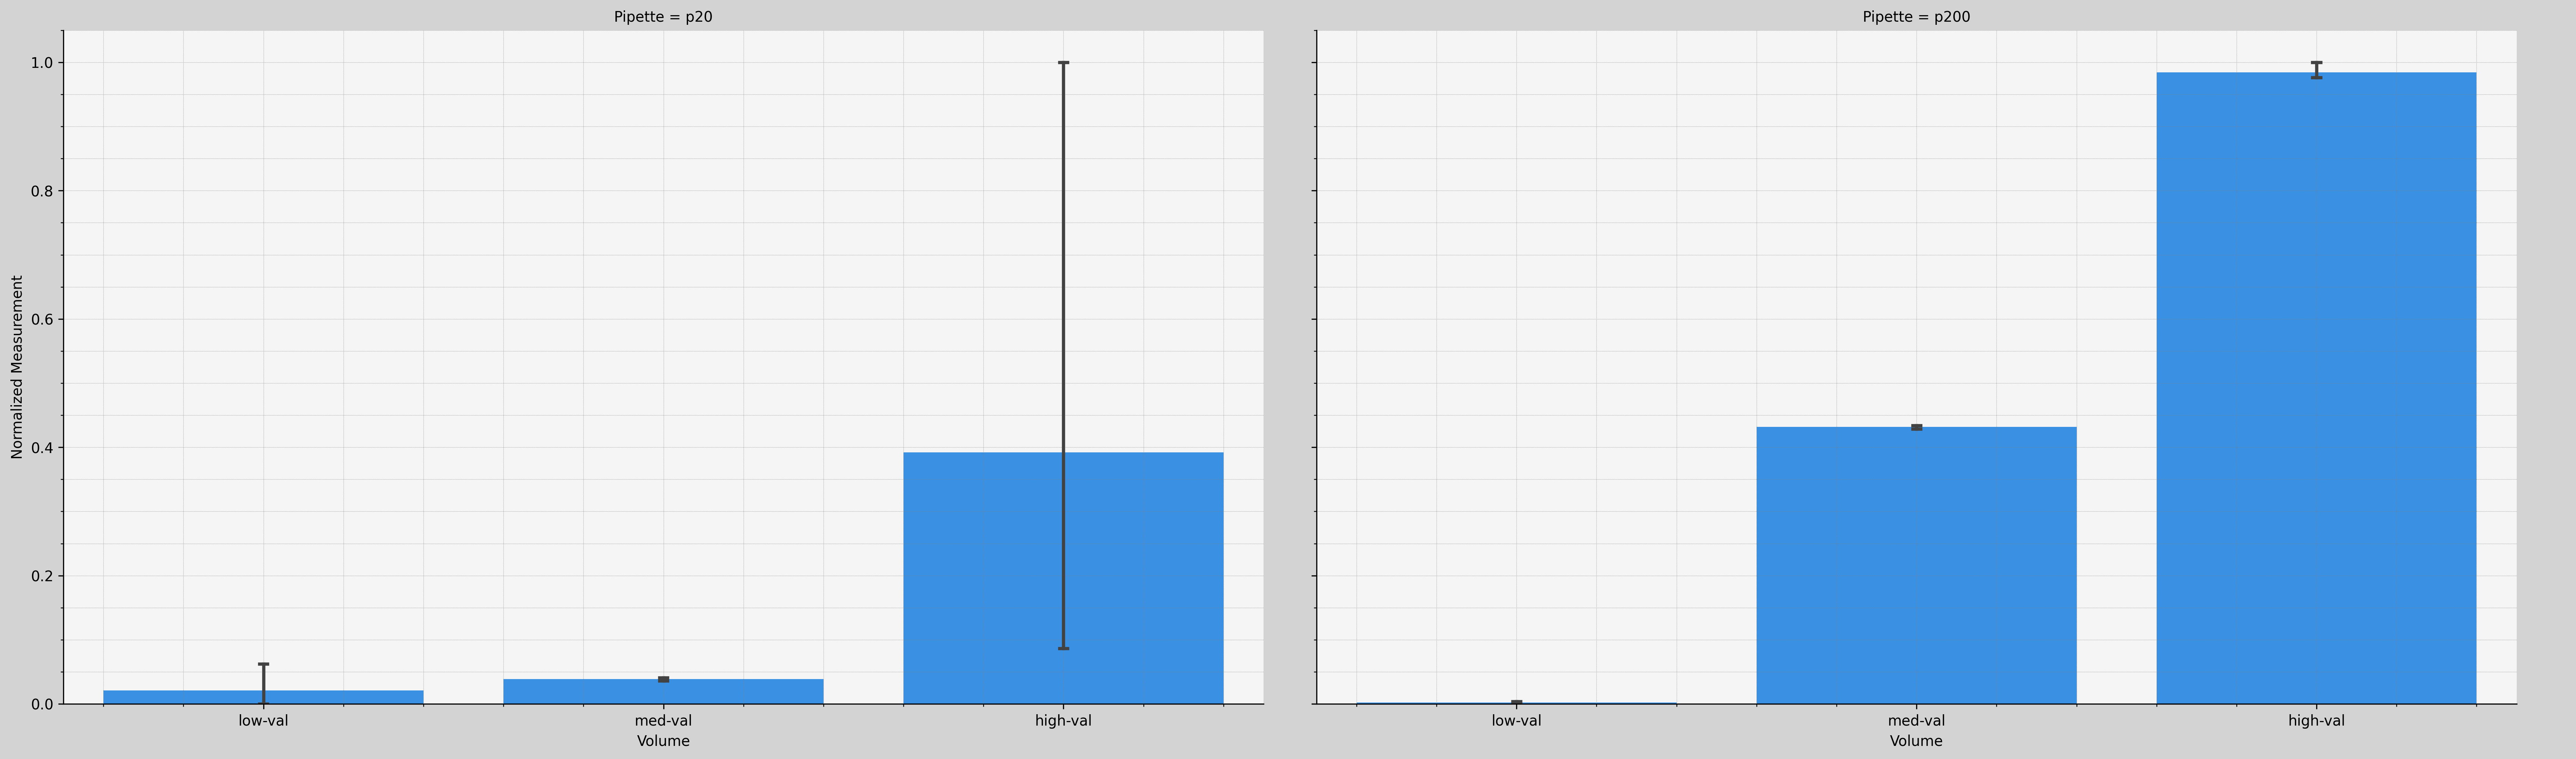 Pipette = p20
Pipette = p200
Normalized Measurement
1.0
0.8
0.6
0.4
0.2
0.0
low-val
med-val
high-val
Volume
low-val
med-val
high-val
Volume